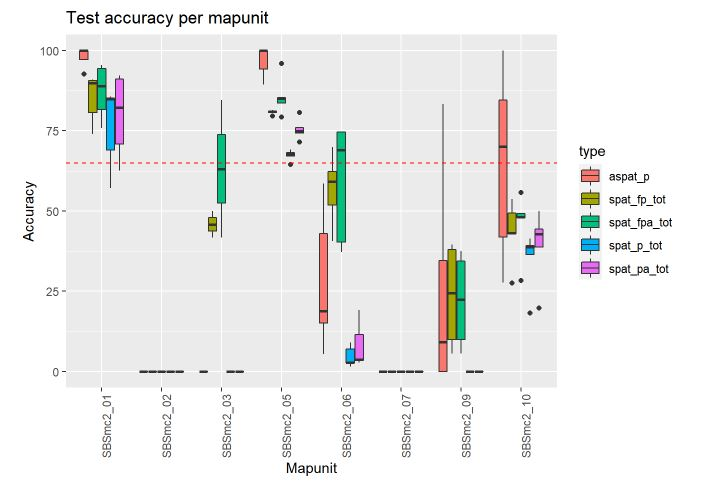 Test accuracy per mapunit
Accuracy
100
75
50
25
0
SBSmc2_01
SBSmc2_02
SBSmc2_03
SBSmc2_05
SBSmc2_06
SBSmc2_07
SBSmc2_09
SBSmc2_10
Mapunit
type
aspat_p
spat_fp_tot
spat_fpa_tot
spat_p_tot
spat_pa_tot